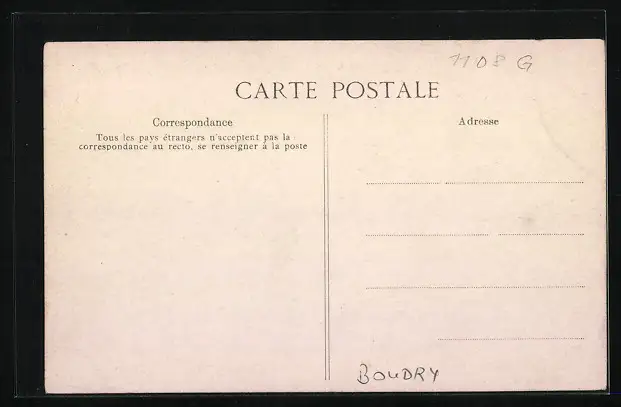 1108 G
CARTE POSTALE
Correspondance
Tous les pays étrangers n'acceptent pas la
correspondance au recto, se renseigner à la poste
Adresse
BOUDRY